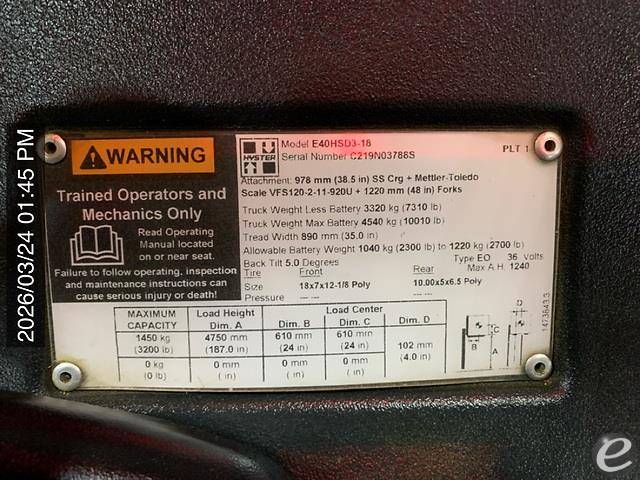 2026/03/24 01:45 PM
WARNING
Trained Operators and
Mechanics Only
Read Operating
Manual located
on or near seat.
Failure to follow operating, inspection
and maintenance instructions can
cause serious injury or death!
HYSTER
Model E40HSD3-18
Serial Number C219N03788S
PLT 1
Attachment: 978 mm (38.5 in) SS Crg + Mettler-Toledo
Scale VFS120-2-11-920U + 1220 mm (48 in) Forks
Truck Weight Less Battery 3320 kg (7310 lb)
Truck Weight Max Battery 4540 kg (10010 lb)
Tread Width 890 mm (35.0 in)
Allowable Battery Weight 1040 kg (2300 lb) to 1220 kg (2700 lb)
Back Tilt 5.0 Degrees
Type EO 36 Volts
Max A.H. 1240
Tire Front Rear
Size 18x7x12-1/8 Poly 10.00x5x6.5 Poly
Pressure --- ---
MAXIMUM CAPACITY
Load Height Dim. A
Load Center
Dim. B Dim. C Dim. D
1450 kg 4750 mm 610 mm 610 mm
(3200 lb) (187.0 in) (24 in) (24 in)
102 mm
(4.0 in)
0 kg 0 mm 0 mm 0 mm
(0 lb) ( in) ( in) ( in)
D
C
B
A
1423643.3
e